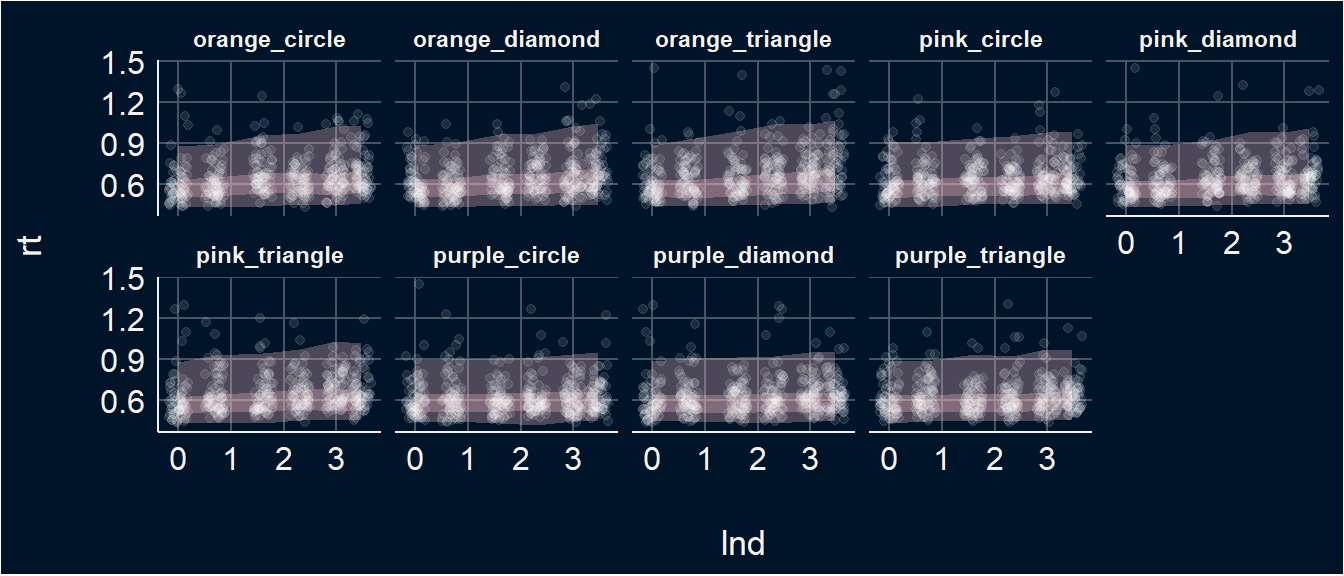 orange_circle orange_diamond orange_triangle pink_circle pink_diamond
1.5
1.2
0.9
0.6
0 1 2 3
rt
pink_triangle purple_circle purple_diamond purple_triangle
1.5
1.2
0.9
0.6
0 1 2 3 0 1 2 3 0 1 2 3 0 1 2 3
lnd